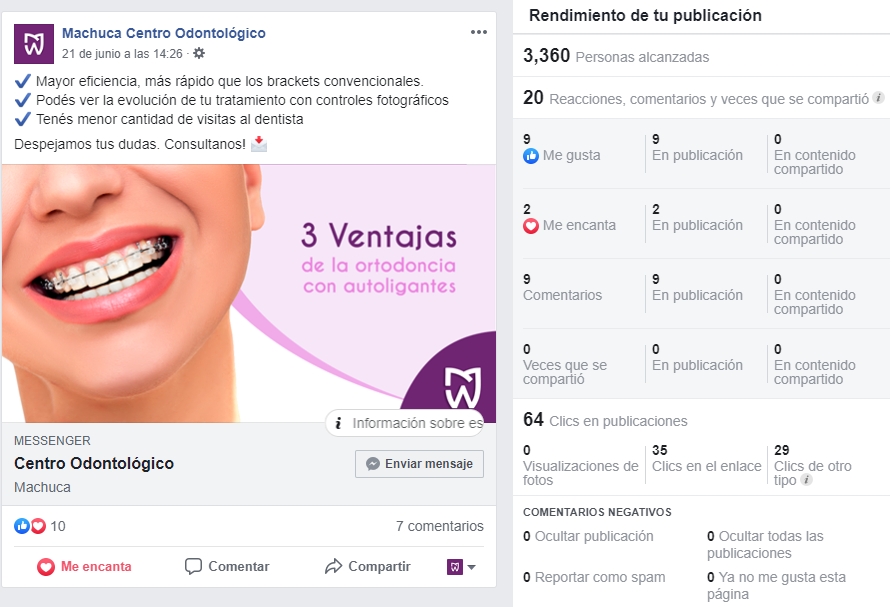 Machuca Centro Odontológico
21 de junio a las 14:26 ·
Mayor eficiencia, más rápido que los brackets convencionales.
Podés ver la evolución de tu tratamiento con controles fotográficos
Tenés menor cantidad de visitas al dentista
Despejamos tus dudas. Consultanos!
3 Ventajas
de la ortodoncia
con autoligantes
Información sobre es
MESSENGER
Centro Odontológico
Machuca
Enviar mensaje
10
7 comentarios
Me encanta
Comentar
Compartir
Rendimiento de tu publicación
3,360 Personas alcanzadas
20 Reacciones, comentarios y veces que se compartió
9
Me gusta
9
En publicación
0
En contenido
compartido
2
Me encanta
2
En publicación
0
En contenido
compartido
9
Comentarios
9
En publicación
0
En contenido
compartido
0
Veces que se
compartió
0
En publicación
0
En contenido
compartido
64 Clics en publicaciones
0
Visualizaciones de
fotos
35
Clics en el enlace
29
Clics de otro
tipo
COMENTARIOS NEGATIVOS
0 Ocultar publicación
0 Ocultar todas las
publicaciones
0 Reportar como spam
0 Ya no me gusta esta
página